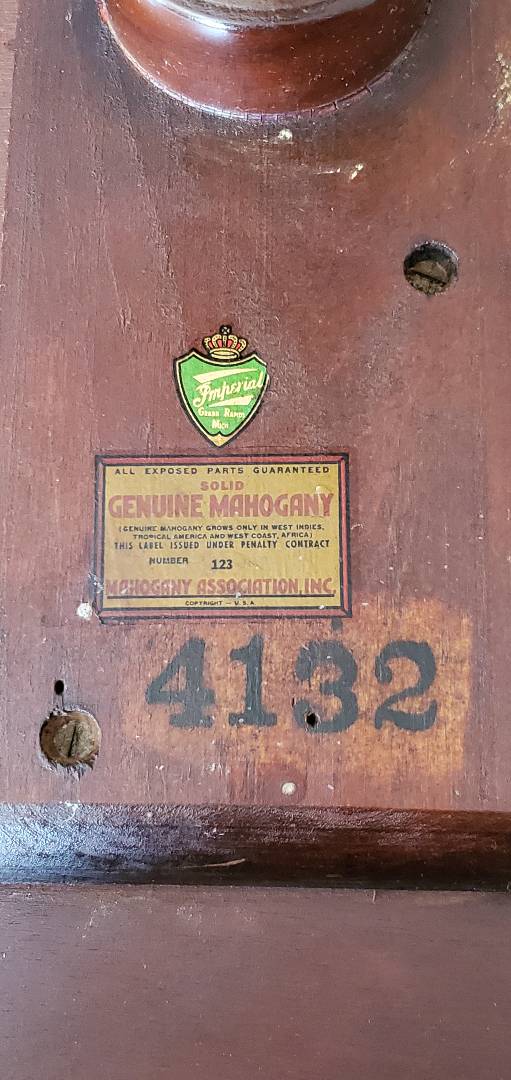 Imperial
Grand Rapids
Mich
ALL EXPOSED PARTS GUARANTEED
SOLID
GENUINE MAHOGANY
(GENUINE MAHOGANY GROWS ONLY IN WEST INDIES,
TROPICAL AMERICA AND WEST COAST, AFRICA)
THIS LABEL ISSUED UNDER PENALTY CONTRACT
NUMBER 123
MAHOGANY ASSOCIATION, INC.
COPYRIGHT — U.S.A
4132